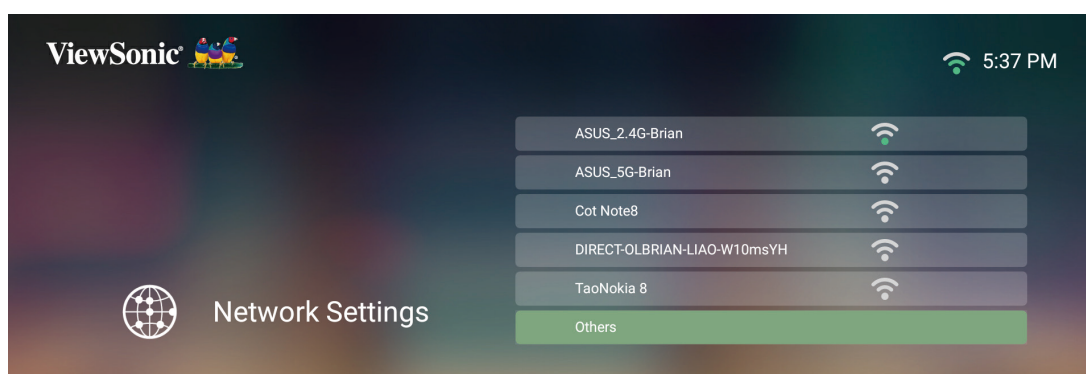 ViewSonic®
5:37 PM
ASUS_2.4G-Brian
ASUS_5G-Brian
Cot Note8
DIRECT-OLBRIAN-LIAO-W10msYH
TaoNokia 8
Network Settings
Others